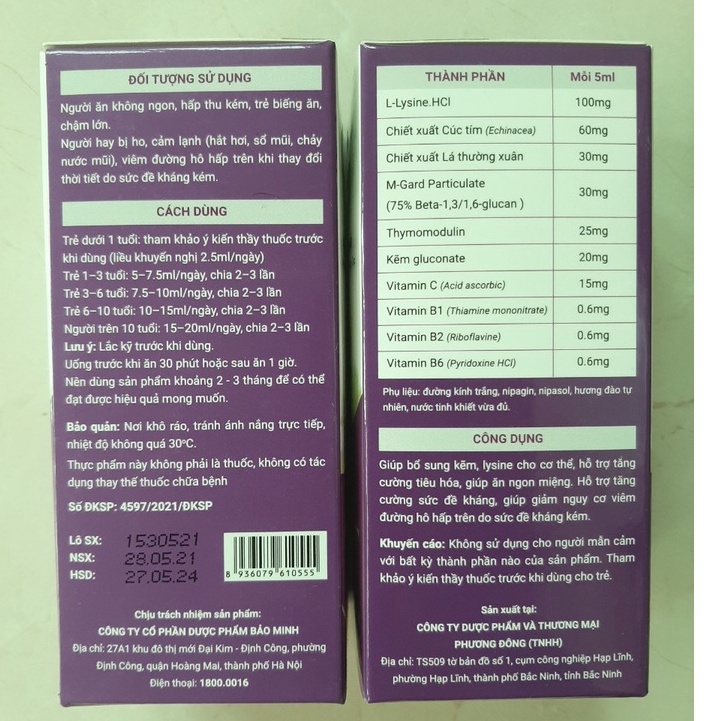 ĐỐI TƯỢNG SỬ DỤNG
Người ăn không ngon, hấp thu kém, trẻ biếng ăn,
chậm lớn.
Người hay bị ho, cảm lạnh (hắt hơi, sổ mũi, chảy
nước mũi), viêm đường hô hấp trên khi thay đổi
thời tiết do sức đề kháng kém.
CÁCH DÙNG
Trẻ dưới 1 tuổi: tham khảo ý kiến thầy thuốc trước
khi dùng (liều khuyến nghị 2.5ml/ngày)
Trẻ 1–3 tuổi: 5–7.5ml/ngày, chia 2–3 lần
Trẻ 3–6 tuổi: 7.5–10ml/ngày, chia 2–3 lần
Trẻ 6–10 tuổi: 10–15ml/ngày, chia 2–3 lần
Người trên 10 tuổi: 15–20ml/ngày, chia 2–3 lần
Lưu ý: Lắc kỹ trước khi dùng.
Uống trước khi ăn 30 phút hoặc sau ăn 1 giờ.
Nên dùng sản phẩm khoảng 2 - 3 tháng để có thể
đạt được hiệu quả mong muốn.
Bảo quản: Nơi khô ráo, tránh ánh nắng trực tiếp,
nhiệt độ không quá 30ºC.
Thực phẩm này không phải là thuốc, không có tác
dụng thay thế thuốc chữa bệnh
Số ĐKSP: 4597/2021/ĐKSP
Lô SX: 1530521
NSX: 28.05.21
HSD: 27.05.24
8 936079 610555
Chịu trách nhiệm sản phẩm:
CÔNG TY CỔ PHẦN DƯỢC PHẨM BẢO MINH
Địa chỉ: 27A1 khu đô thị mới Đại Kim - Định Công, phường
Định Công, quận Hoàng Mai, thành phố Hà Nội
Điện thoại: 1800.0016
THÀNH PHẦN Mỗi 5ml
L-Lysine.HCl 100mg
Chiết xuất Cúc tím (Echinacea) 60mg
Chiết xuất Lá thường xuân 30mg
M-Gard Particulate
(75% Beta-1,3/1,6-glucan ) 30mg
Thymomodulin 25mg
Kẽm gluconate 20mg
Vitamin C (Acid ascorbic) 15mg
Vitamin B1 (Thiamine mononitrate) 0.6mg
Vitamin B2 (Riboflavine) 0.6mg
Vitamin B6 (Pyridoxine HCl) 0.6mg
Phụ liệu: đường kính trắng, nipagin, nipasol, hương đào tự
nhiên, nước tinh khiết vừa đủ.
CÔNG DỤNG
Giúp bổ sung kẽm, lysine cho cơ thể, hỗ trợ tăng
cường tiêu hóa, giúp ăn ngon miệng. Hỗ trợ tăng
cường sức đề kháng, giúp giảm nguy cơ viêm
đường hô hấp trên do sức đề kháng kém.
Khuyến cáo: Không sử dụng cho người mẫn cảm
với bất kỳ thành phần nào của sản phẩm. Tham
khảo ý kiến thầy thuốc trước khi dùng cho trẻ.
Sản xuất tại:
CÔNG TY DƯỢC PHẨM VÀ THƯƠNG MẠI
PHƯƠNG ĐÔNG (TNHH)
Địa chỉ: TS509 tờ bản đồ số 1, cụm công nghiệp Hạp Lĩnh,
phường Hạp Lĩnh, thành phố Bắc Ninh, tỉnh Bắc Ninh